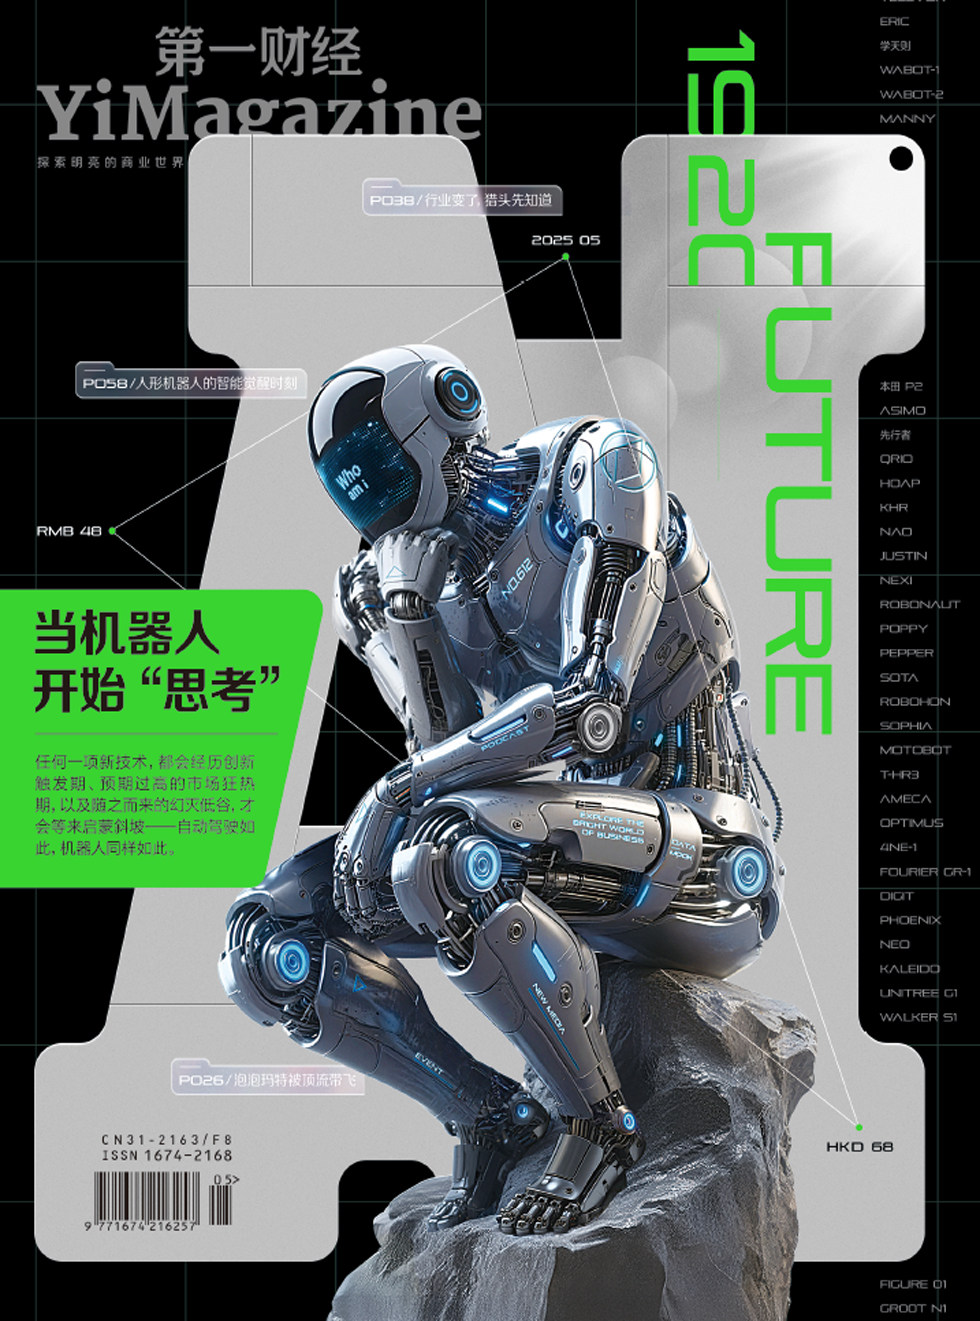 第一财经
YiMagazine
探索明亮的商业世界
192C
FUTURE
ERIC
学天则
WABOT-1
WABOT-2
MANNY
P038/行业变了,猎头先知道
2025 05
P058/人形机器人的智能觉醒时刻
Who
am i
RMB 48
NO.612
当机器人
开始“思考”
任何一项新技术，都会经历创新
触发期、预期过高的市场狂热
期，以及随之而来的幻灭低谷，才
会等来启蒙斜坡——自动驾驶如
此，机器人同样如此。
PODCAST
EXPLORE THE
BRIGHT WORLD
OF BUSINESS
DATA
MOOK
NEW MEDIA
EVENT
本田 P2
ASIMO
先行者
QRIO
HOAP
KHR
NAO
JUSTIN
NEXI
ROBONAUT
POPPY
PEPPER
SOTA
ROBOHON
SOPHIA
MOTOBOT
T-HR3
AMECA
OPTIMUS
4NE-1
FOURIER GR-1
DIGIT
PHOENIX
NEO
KALEIDO
UNITREE G1
WALKER S1
P026/泡泡玛特被顶流带飞
HKD 68
CN31-2163/F8
ISSN 1674-2168
05>
9 771674 216257
FIGURE 01
GROOT N1